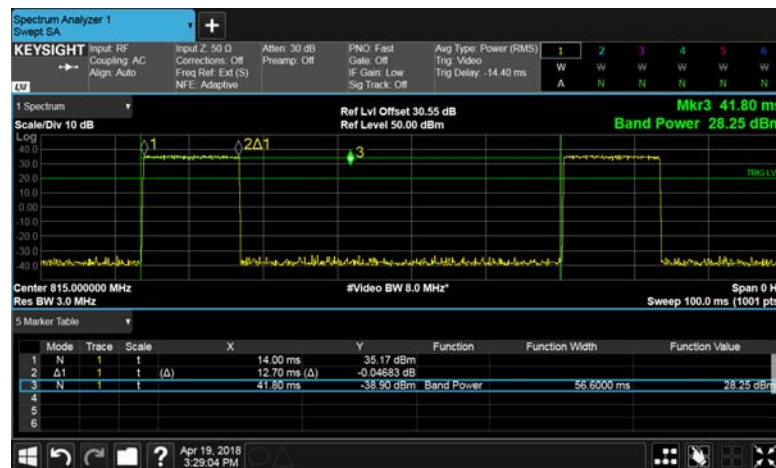 Spectrum Analyzer 1
Swept SA
+
KEYSIGHT Input: RF Input Z: 50 Ω Atten: 30 dB PNO: Fast Avg Type: Power (RMS) 1 2 3 4 5 6
Coupling: AC Corrections: Off Preamp: Off Gate: Off Trig: Video W W W W W W
Align: Auto Freq Ref: Ext (S) IF Gain: Low Trig Delay: -14.40 ms
LXI NFE: Adaptive Sig Track: Off A N N N N N
1 Spectrum Ref Lvl Offset 30.55 dB Mkr3 41.80 ms
Scale/Div 10 dB Ref Level 50.00 dBm Band Power 28.25 dBm
Log
40.0 1 2Δ1 3
30.0
20.0 TRIG LV
10.0
0.00
-10.0
-20.0
-30.0
-40.0
Center 815.000000 MHz #Video BW 8.0 MHz* Span 0 H
Res BW 3.0 MHz Sweep 100.0 ms (1001 pts
5 Marker Table
Mode Trace Scale X Y Function Function Width Function Value
1 N 1 t 14.00 ms 35.17 dBm
2 Δ1 1 t (Δ) 12.70 ms (Δ) -0.04683 dB
3 N 1 t 41.80 ms -38.90 dBm Band Power 56.6000 ms 28.25 dBm
4
5
6
? Apr 19, 2018
3:29:04 PM